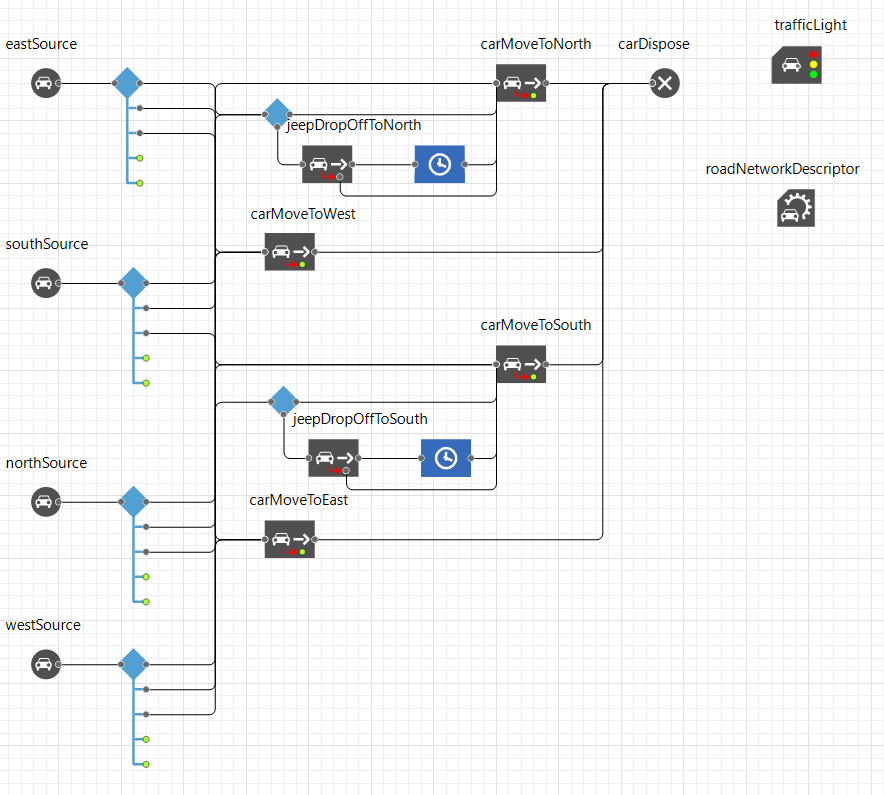 trafficLight
eastSource
carMoveToNorth
carDispose
jeepDropOffToNorth
roadNetworkDescriptor
carMoveToWest
southSource
carMoveToSouth
jeepDropOffToSouth
northSource
carMoveToEast
westSource